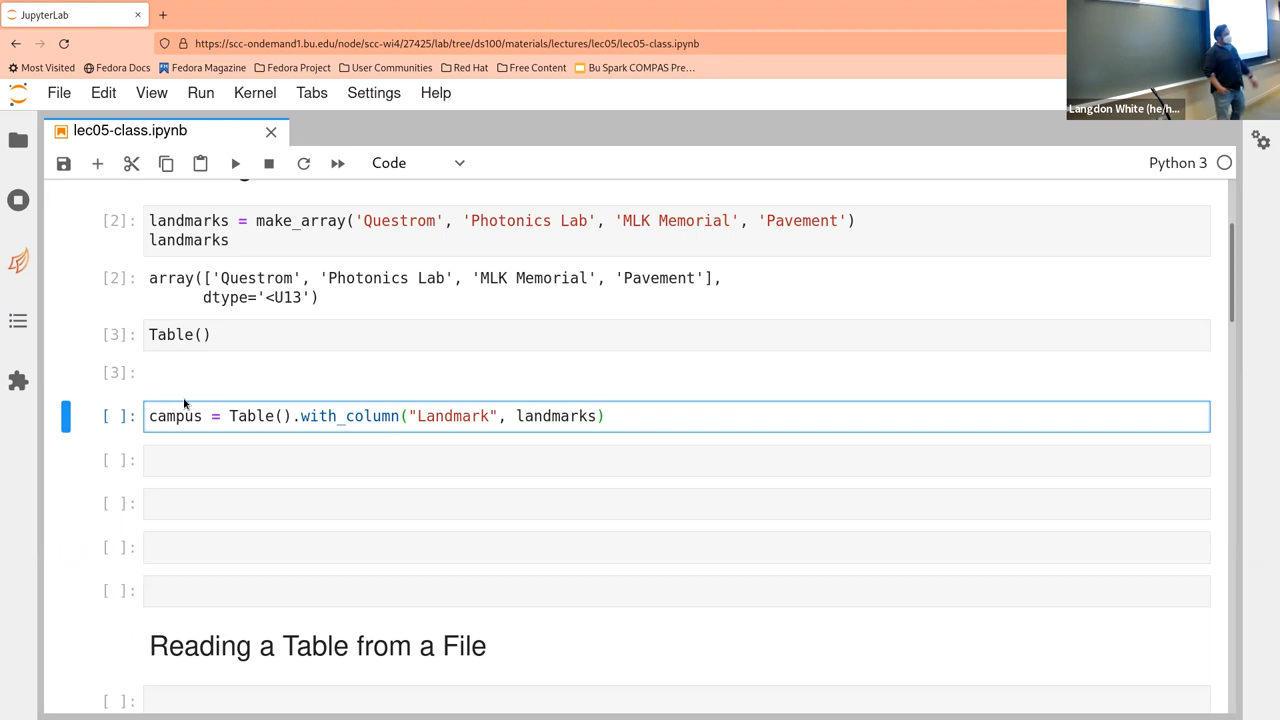 JupyterLab
https://scc-ondemand1.bu.edu/node/scc-wi4/27425/lab/tree/ds100/materials/lectures/lec05/lec05-class.ipynb
Most Visited Fedora Docs Fedora Magazine Fedora Project User Communities Red Hat Free Content Bu Spark COMPAS Pre…
Langdon White (he/h...
File Edit View Run Kernel Tabs Settings Help
lec05-class.ipynb
Code Python 3
[2]: landmarks = make_array('Questrom', 'Photonics Lab', 'MLK Memorial', 'Pavement')
landmarks
[2]: array(['Questrom', 'Photonics Lab', 'MLK Memorial', 'Pavement'],
dtype='<U13')
[3]: Table()
[3]:
[ ]: campus = Table().with_column("Landmark", landmarks)
[ ]:
[ ]:
[ ]:
[ ]:
Reading a Table from a File
[ ]: